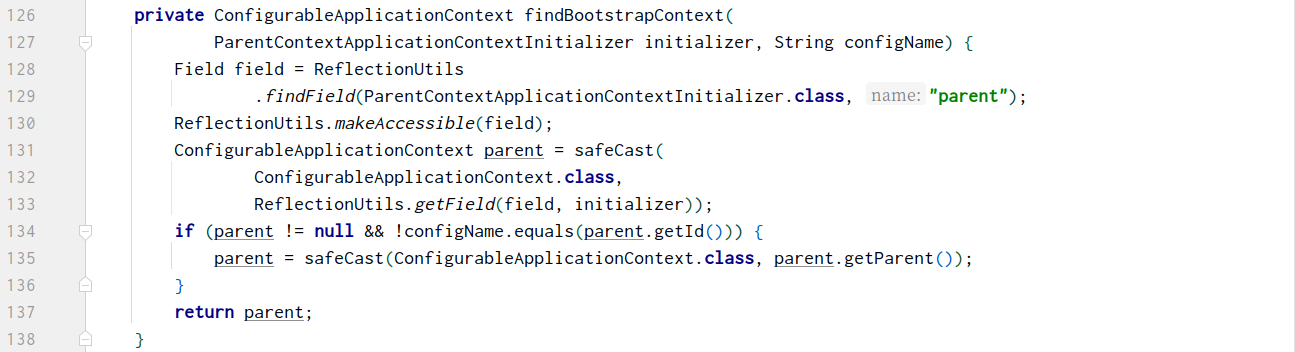 126 private ConfigurableApplicationContext findBootstrapContext(
127 ParentContextApplicationContextInitializer initializer, String configName) {
128 Field field = ReflectionUtils
129 .findField(ParentContextApplicationContextInitializer.class, name: "parent");
130 ReflectionUtils.makeAccessible(field);
131 ConfigurableApplicationContext parent = safeCast(
132 ConfigurableApplicationContext.class,
133 ReflectionUtils.getField(field, initializer));
134 if (parent != null && !configName.equals(parent.getId())) {
135 parent = safeCast(ConfigurableApplicationContext.class, parent.getParent());
136 }
137 return parent;
138 }